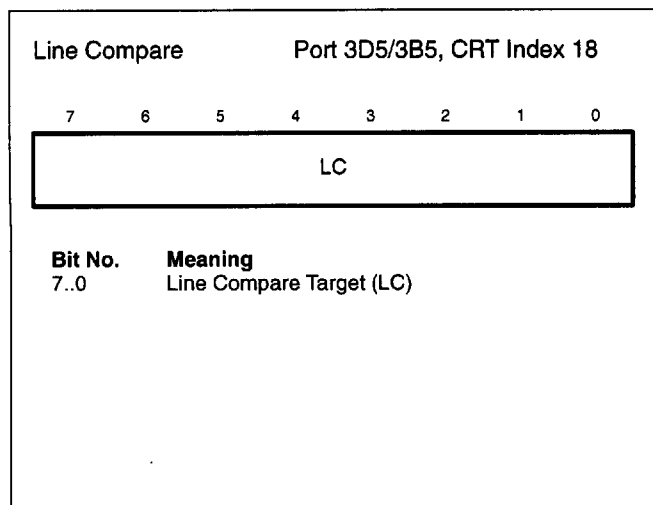 Line Compare Port 3D5/3B5, CRT Index 18
7 6 5 4 3 2 1 0
LC
Bit No. Meaning
7..0 Line Compare Target (LC)